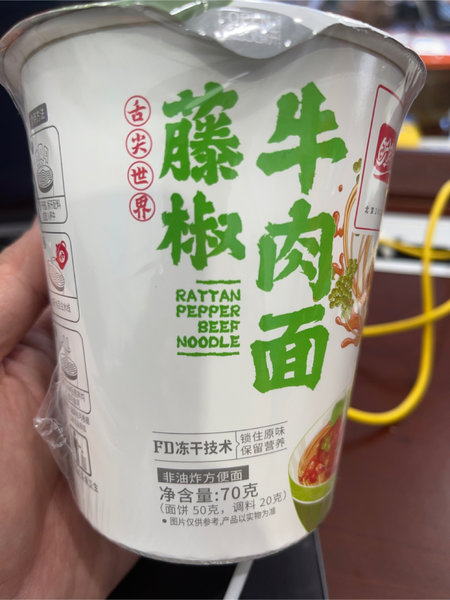 舌尖世界
藤椒
牛肉面
RATTAN
PEPPER
BEEF
NOODLE
FD冻干技术
锁住原味
保留营养
非油炸方便面
净含量:70克
(面饼 50克，调料 20克)
•图片仅供参考,产品以实物为准